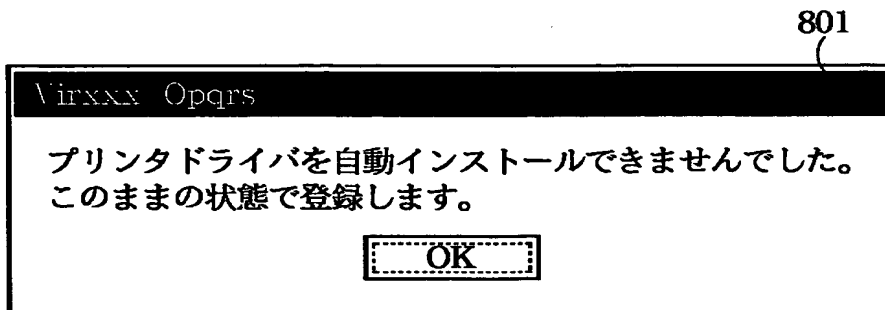 801
Virxxx Opqrs
プリンタドライバを自動インストールできませんでした。
このままの状態で登録します。
OK